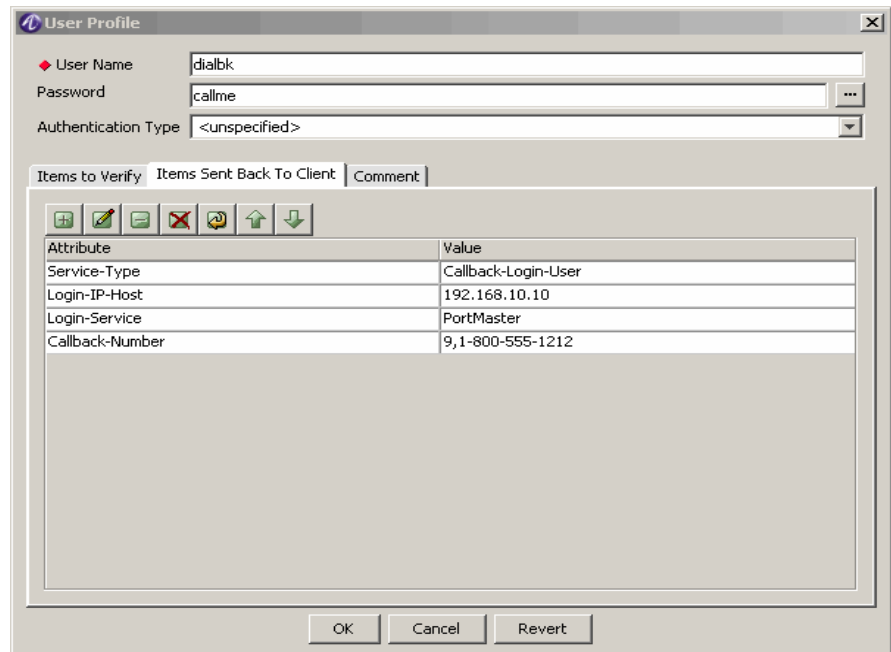 User Profile
User Name dialbk
Password callme ...
Authentication Type <unspecified>
Items to Verify Items Sent Back To Client Comment
Attribute Value
Service-Type Callback-Login-User
Login-IP-Host 192.168.10.10
Login-Service PortMaster
Callback-Number 9,1-800-555-1212
OK Cancel Revert